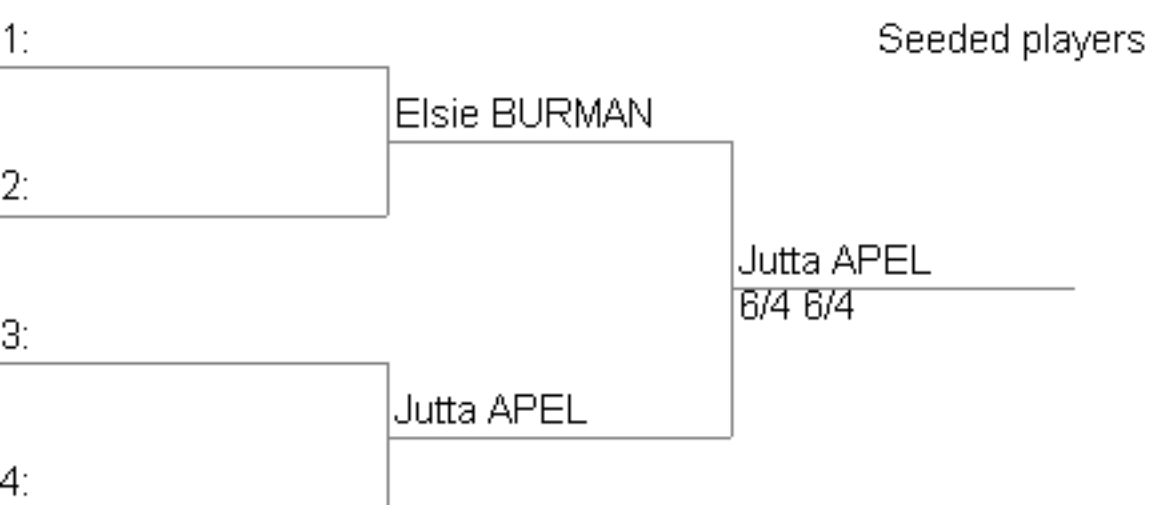 1:
Seeded players
Elsie BURMAN
2:
Jutta APEL
6/4 6/4
3:
Jutta APEL
4: